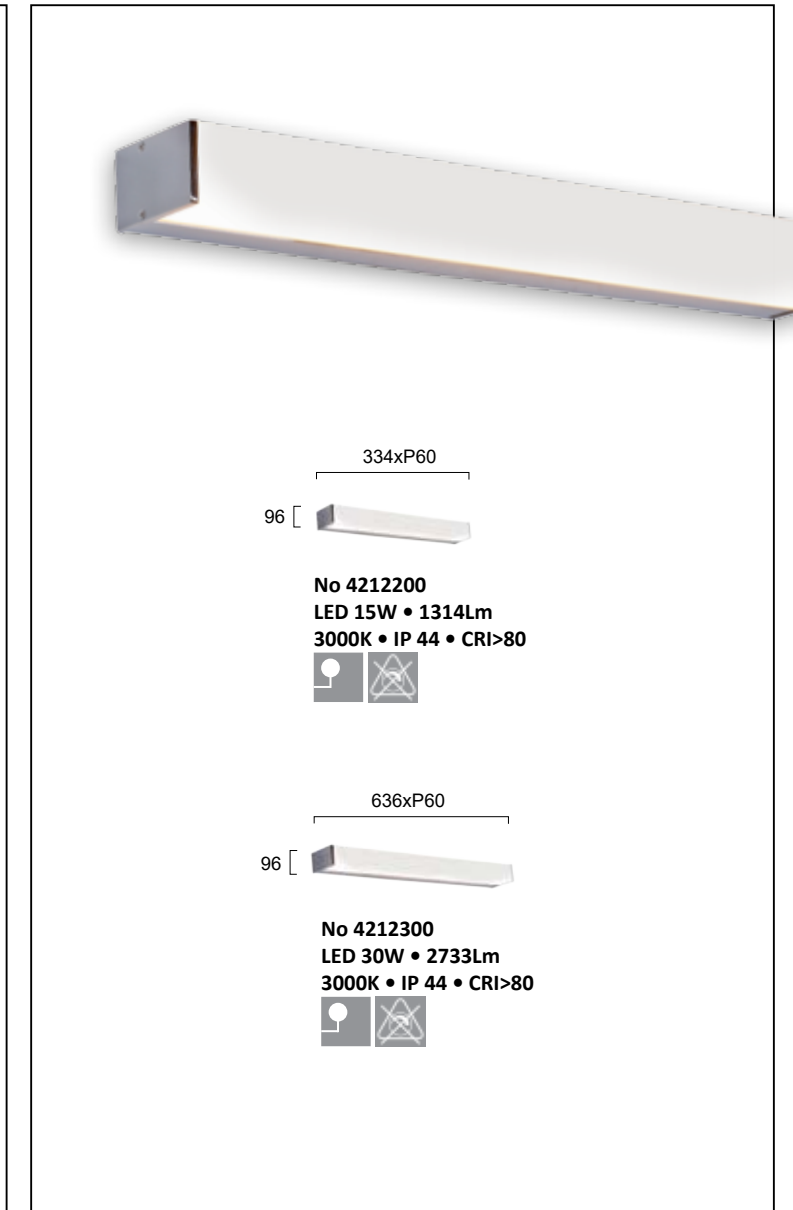 334xP60
96
No 4212200
LED 15W • 1314Lm
3000K • IP 44 • CRI>80
636xP60
96
No 4212300
LED 30W • 2733Lm
3000K • IP 44 • CRI>80